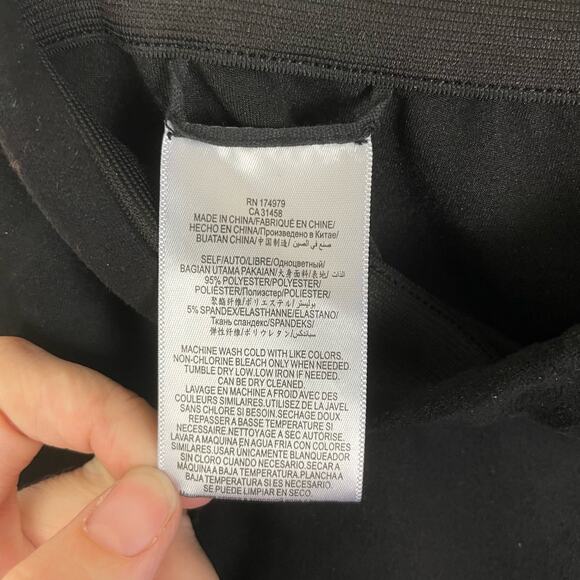 RN 174979
CA 31458
MADE IN CHINA/FABRIQUÉ EN CHINE/
HECHO EN CHINA/Произведено в Китае/
BUATAN CHINA/中国制造/صنع في الصين/
SELF/AUTO/LIBRE/Одноцветный/
BAGIAN UTAMA PAKAIAN/大身面料/表地/الذات
95% POLYESTER/POLYESTER/
POLIÉSTER/Полиэстер/POLIESTER/
聚酯纤维/ポリエステル/بوليستر
5% SPANDEX/ELASTHANNE/ELASTANO/
Ткань спандекс/SPANDEKS/
弹性纤维/ポリウレタン/سباندكس
MACHINE WASH COLD WITH LIKE COLORS.
NON-CHLORINE BLEACH ONLY WHEN NEEDED.
TUMBLE DRY LOW. LOW IRON IF NEEDED.
CAN BE DRY CLEANED.
LAVAGE EN MACHINE A FROID AVEC DES
COULEURS SIMILAIRES.UTILISEZ DE LA JAVEL
SANS CHLORE SI BESOIN.SECHAGE DOUX.
REPASSER A BASSE TEMPERATURE SI
NECESSAIRE.NETTOYAGE A SEC AUTORISE.
LAVAR A MAQUINA EN AGUA FRIA CON COLORES
SIMILARES.USAR UNICAMENTE BLANQUEADOR
SIN CLORO CUANDO NECESARIO.SECAR A
MÁQUINA A BAJA TEMPERATURA. PLANCHA A
BAJA TEMPERATURA, SI NECESARIO.
SE PUEDE LIMPIAR EN SECO.